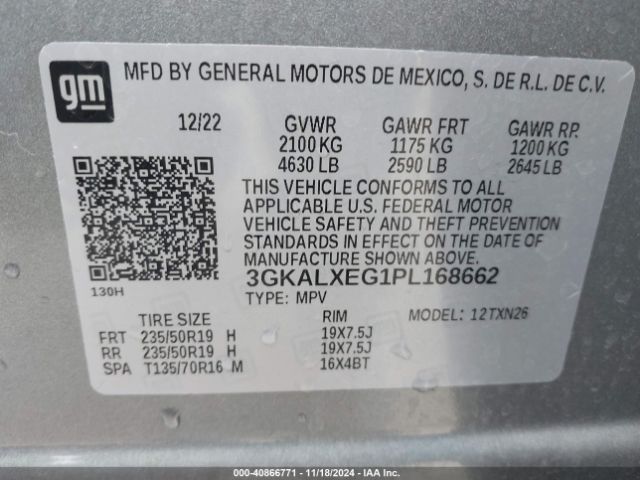 gm
MFD BY GENERAL MOTORS DE MEXICO, S. DE R.L. DE C.V.
12/22 GVWR GAWR FRT GAWR RP.
2100 KG 1175 KG 1200 KG
4630 LB 2590 LB 2645 LB
THIS VEHICLE CONFORMS TO ALL
APPLICABLE U.S. FEDERAL MOTOR
VEHICLE SAFETY AND THEFT PREVENTION
STANDARDS IN EFFECT ON THE DATE OF
MANUFACTURE SHOWN ABOVE.
130H
3GKALXEG1PL168662
TYPE: MPV
TIRE SIZE RIM MODEL: 12TXN26
FRT 235/50R19 H 19X7.5J
RR 235/50R19 H 19X7.5J
SPA T135/70R16 M 16X4BT
000-40866771 - 11/18/2024 - IAA Inc.